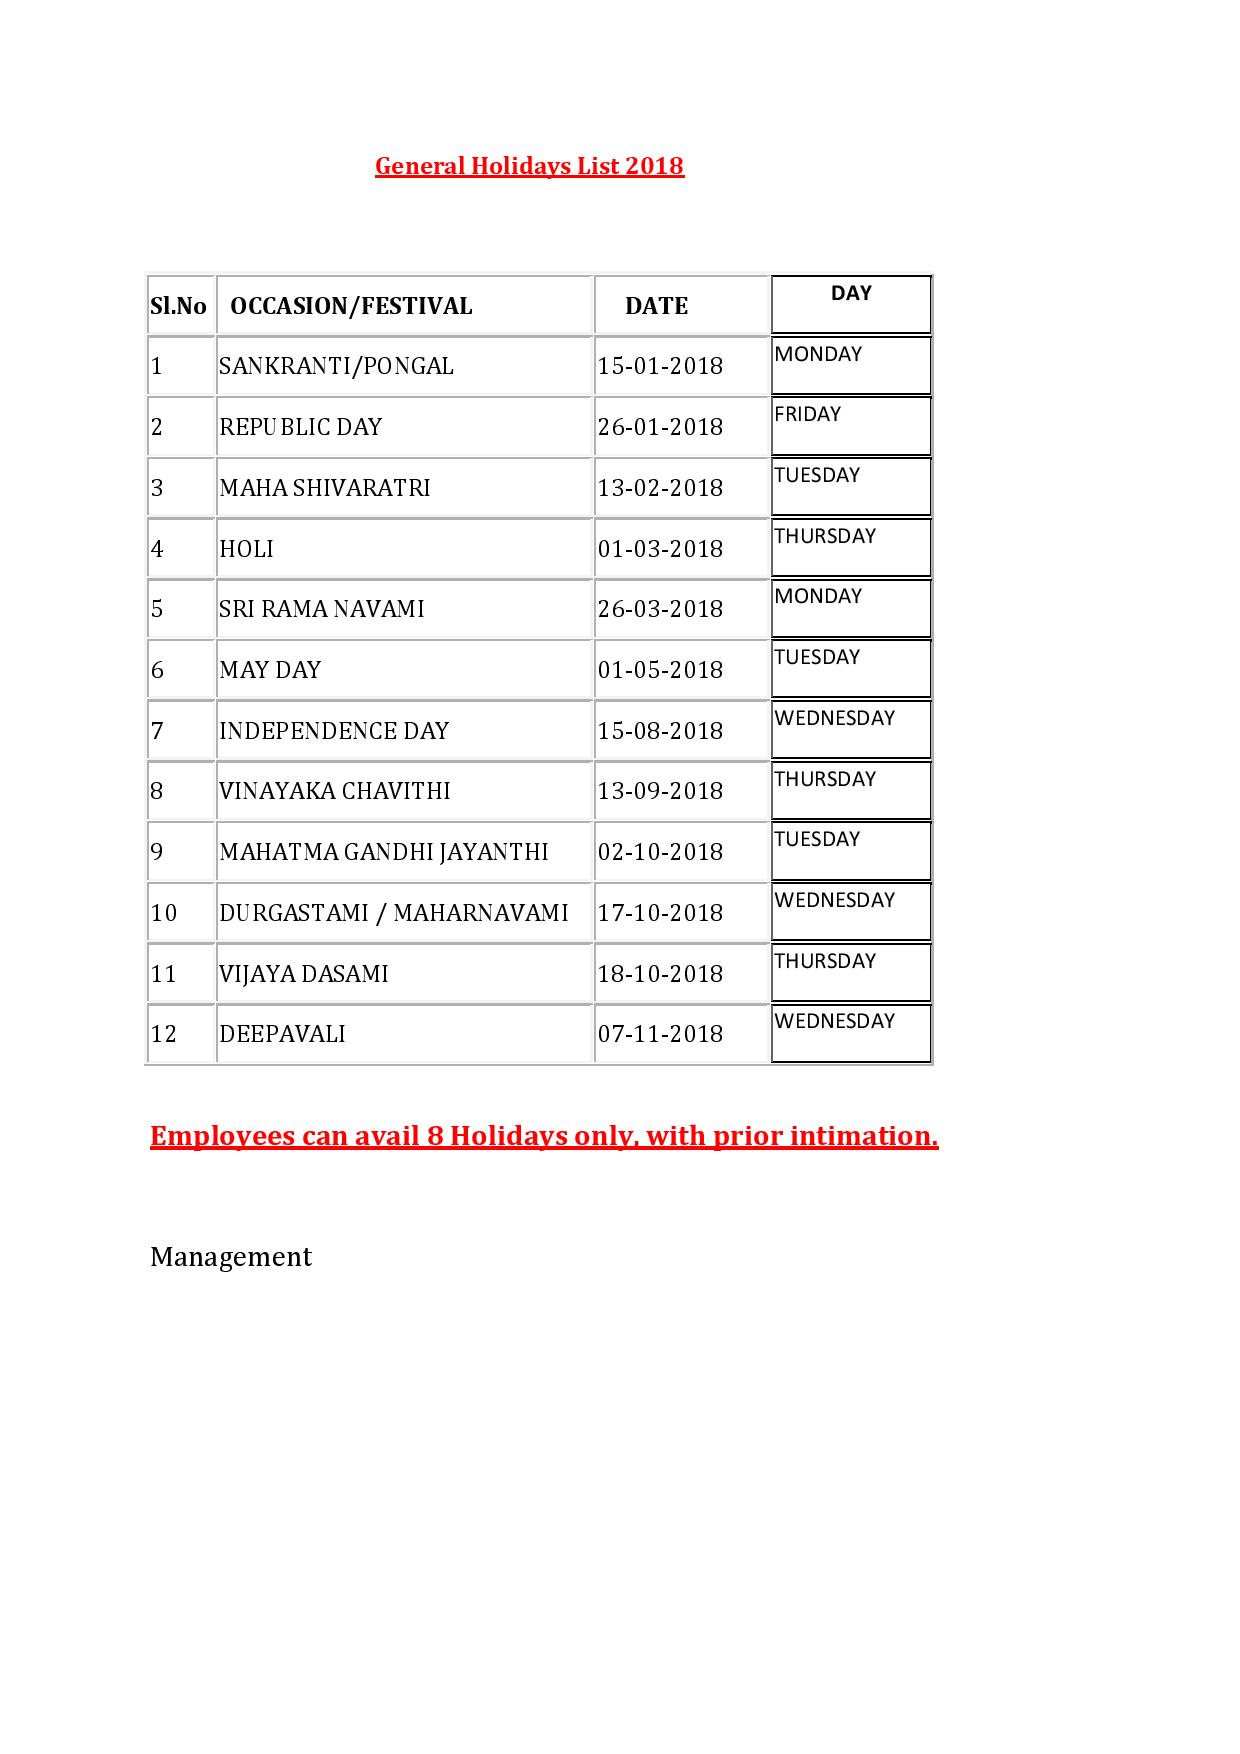 General Holidays List 2018
Sl.No OCCASION/FESTIVAL DATE DAY
1 SANKRANTI/PONGAL 15-01-2018 MONDAY
2 REPUBLIC DAY 26-01-2018 FRIDAY
3 MAHA SHIVARATRI 13-02-2018 TUESDAY
4 HOLI 01-03-2018 THURSDAY
5 SRI RAMA NAVAMI 26-03-2018 MONDAY
6 MAY DAY 01-05-2018 TUESDAY
7 INDEPENDENCE DAY 15-08-2018 WEDNESDAY
8 VINAYAKA CHAVITHI 13-09-2018 THURSDAY
9 MAHATMA GANDHI JAYANTHI 02-10-2018 TUESDAY
10 DURGASTAMI / MAHARNAVAMI 17-10-2018 WEDNESDAY
11 VIJAYA DASAMI 18-10-2018 THURSDAY
12 DEEPAVALI 07-11-2018 WEDNESDAY
Employees can avail 8 Holidays only, with prior intimation.
Management